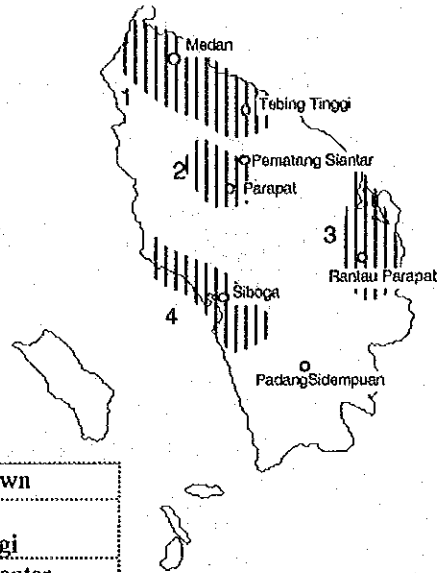 Medan
1
Tebing Tinggi
2
Pematang Siantar
Parapat
3
Rantau Parapat
4
Siboga
PadangSidempuan
wn
gi